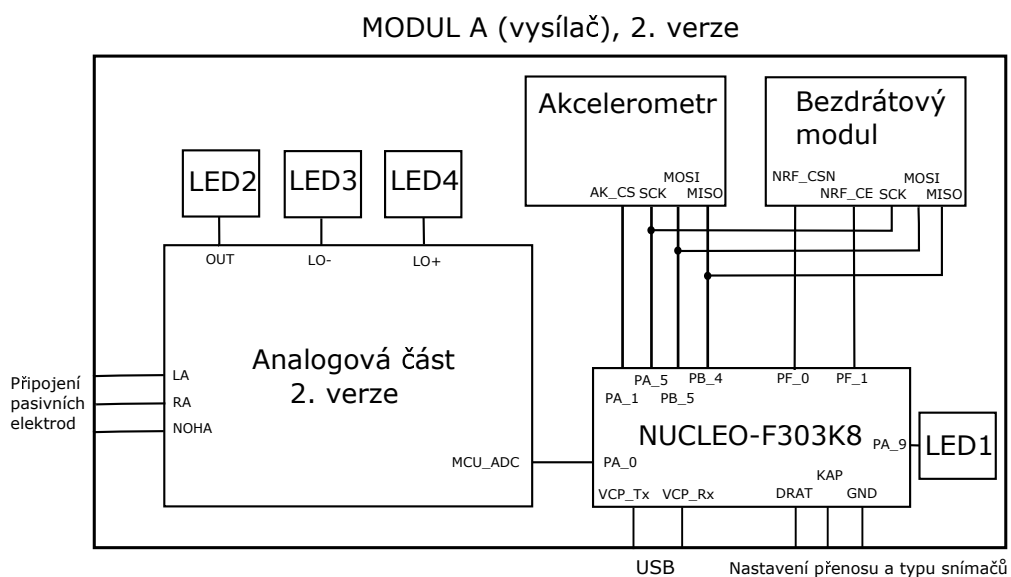 MODUL A (vysílač), 2. verze
Akcelerometr
MOSI
AK_CS SCK MISO
Bezdrátový
modul
NRF_CSN
MOSI
NRF_CE SCK MISO
LED2
LED3
LED4
OUT
LO-
LO+
Analogová část
2. verze
Připojení
pasivních
elektrod
LA
RA
NOHA
MCU_ADC
PA_5 PB_4 PF_0 PF_1
PA_1 PB_5
NUCLEO-F303K8
PA_9
LED1
PA_0
KAP
VCP_Tx VCP_Rx DRAT GND
USB
Nastavení přenosu a typu snímačů